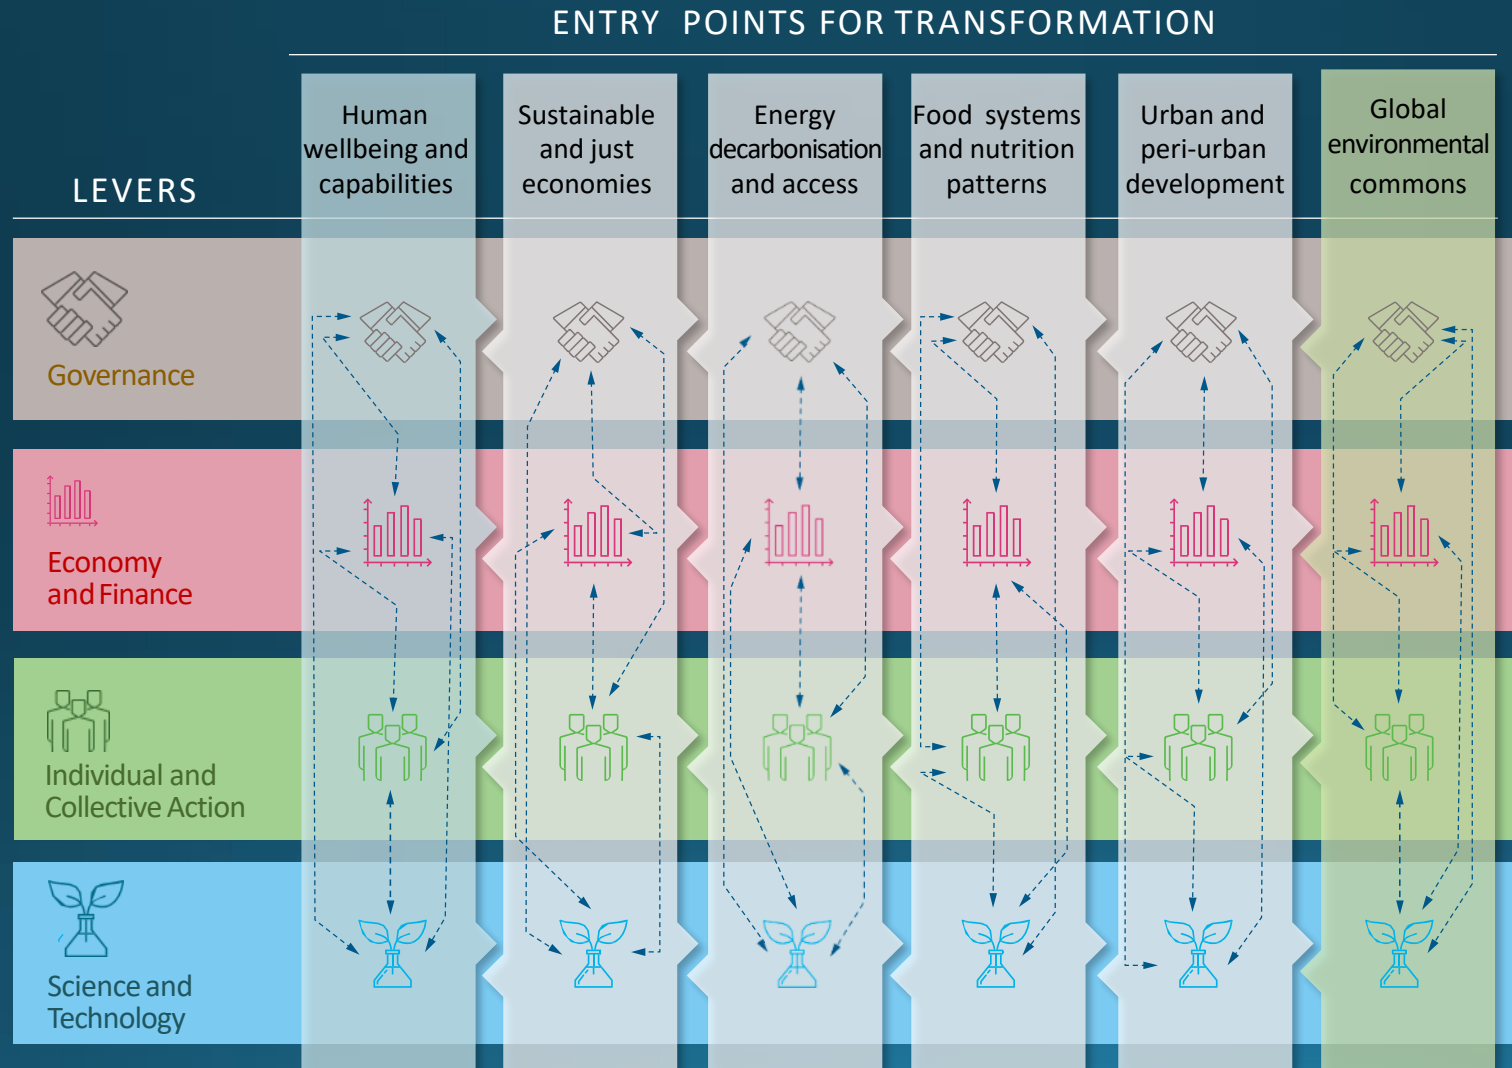 ENTRY POINTS FOR TRANSFORMATION
LEVERS
Human
wellbeing and
capabilities
Sustainable
and just
economies
Energy
decarbonisation
and access
Food systems
and nutrition
patterns
Urban and
peri-urban
development
Global
environmental
commons
Governance
Economy
and Finance
Individual and
Collective Action
Science and
Technology